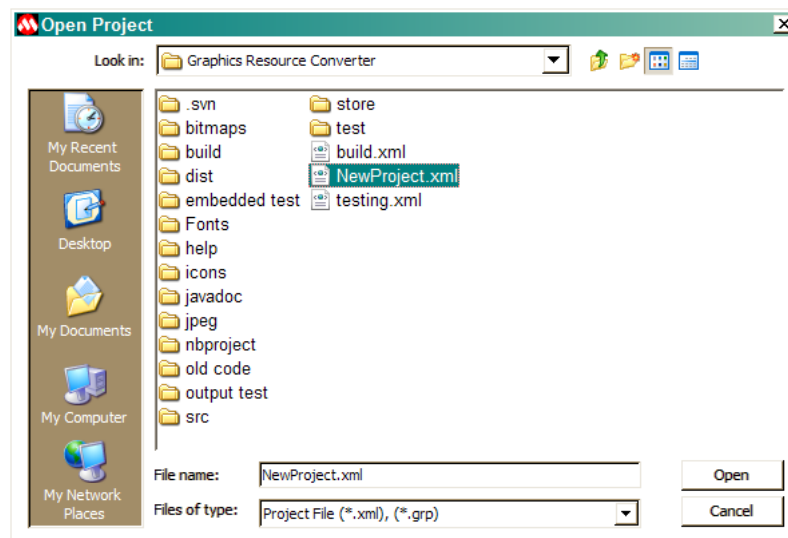 Open Project
Look in:
Graphics Resource Converter
My Recent
Documents
Desktop
My Documents
My Computer
My Network
Places
.svn
bitmaps
build
dist
embedded test
Fonts
help
icons
javadoc
jpeg
nbproject
old code
output test
src
store
test
build.xml
NewProject.xml
testing.xml
File name:
NewProject.xml
Open
Files of type:
Project File (*.xml), (*.grp)
Cancel